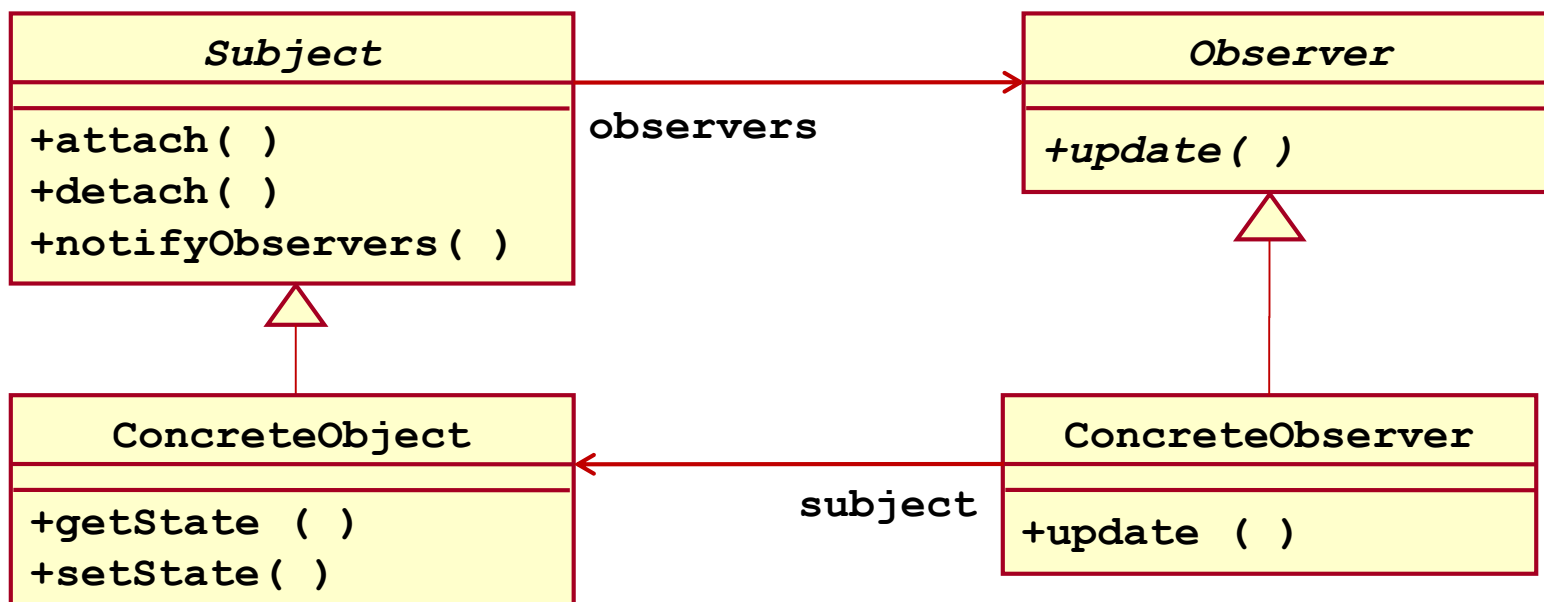 Subject
+attach( )
+detach( )
+notifyObservers( )
observers
Observer
+update( )
ConcreteObject
+getState ( )
+setState( )
subject
ConcreteObserver
+update ( )